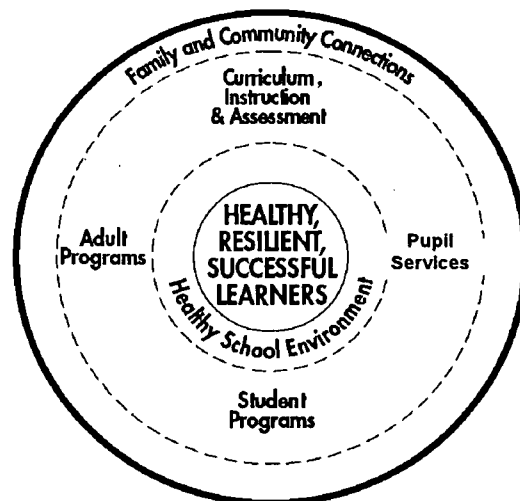 Family and Community Connections
Curriculum,
Instruction
& Assessment
Adult
Programs
HEALTHY,
RESILIENT,
SUCCESSFUL
LEARNERS
Pupil
Services
Healthy School Environment
Student
Programs